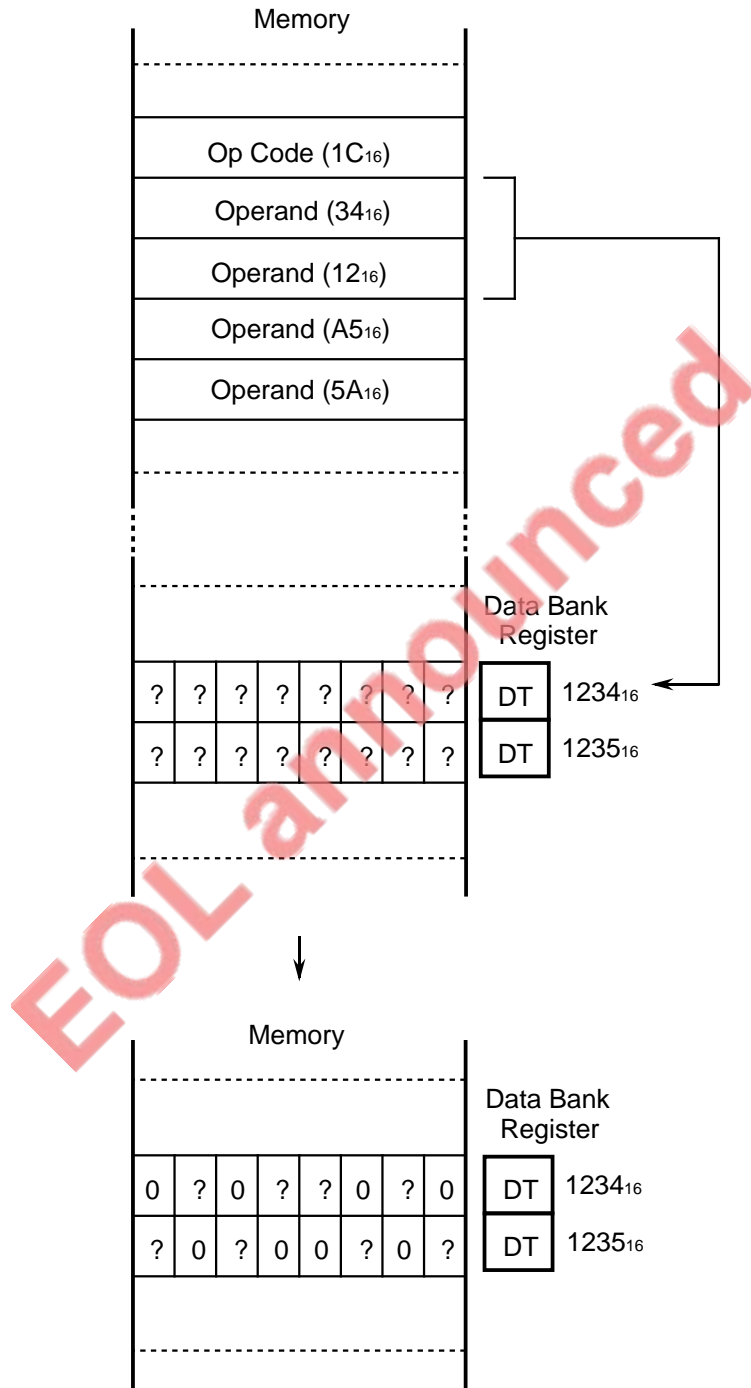 Memory
Op Code (1C16)
Operand (3416)
Operand (1216)
Operand (A516)
Operand (5A16)
Data Bank
Register
? ? ? ? ? ? ? ? DT 123416
? ? ? ? ? ? ? ? DT 123516
EOL announced
Memory
Data Bank
Register
0 ? 0 ? ? 0 ? 0 DT 123416
? 0 ? 0 0 ? 0 ? DT 123516